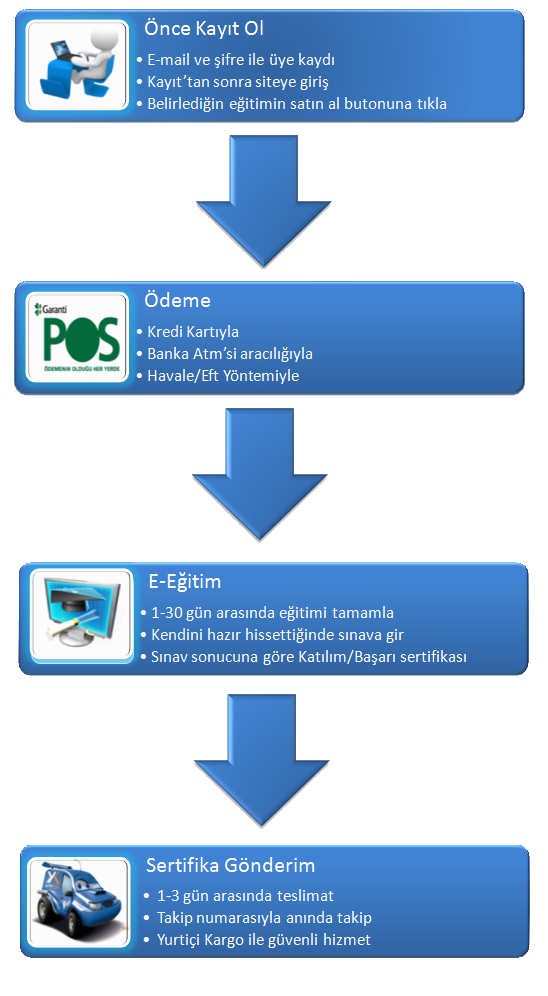 Önce Kayıt Ol
• E-mail ve şifre ile üye kaydı
• Kayıt’tan sonra siteye giriş
• Belirlediğin eğitimin satın al butonuna tıkla
Ödeme
Garanti
POS
ÖDEMENİN OLDUĞU HER YERDE
• Kredi Kartıyla
• Banka Atm’si aracılığıyla
• Havale/Eft Yöntemiyle
E-Eğitim
• 1-30 gün arasında eğitimi tamamla
• Kendini hazır hissettiğinde sınava gir
• Sınav sonucuna göre Katılım/Başarı sertifikası
Sertifika Gönderim
• 1-3 gün arasında teslimat
• Takip numarasıyla anında takip
• Yurtiçi Kargo ile güvenli hizmet